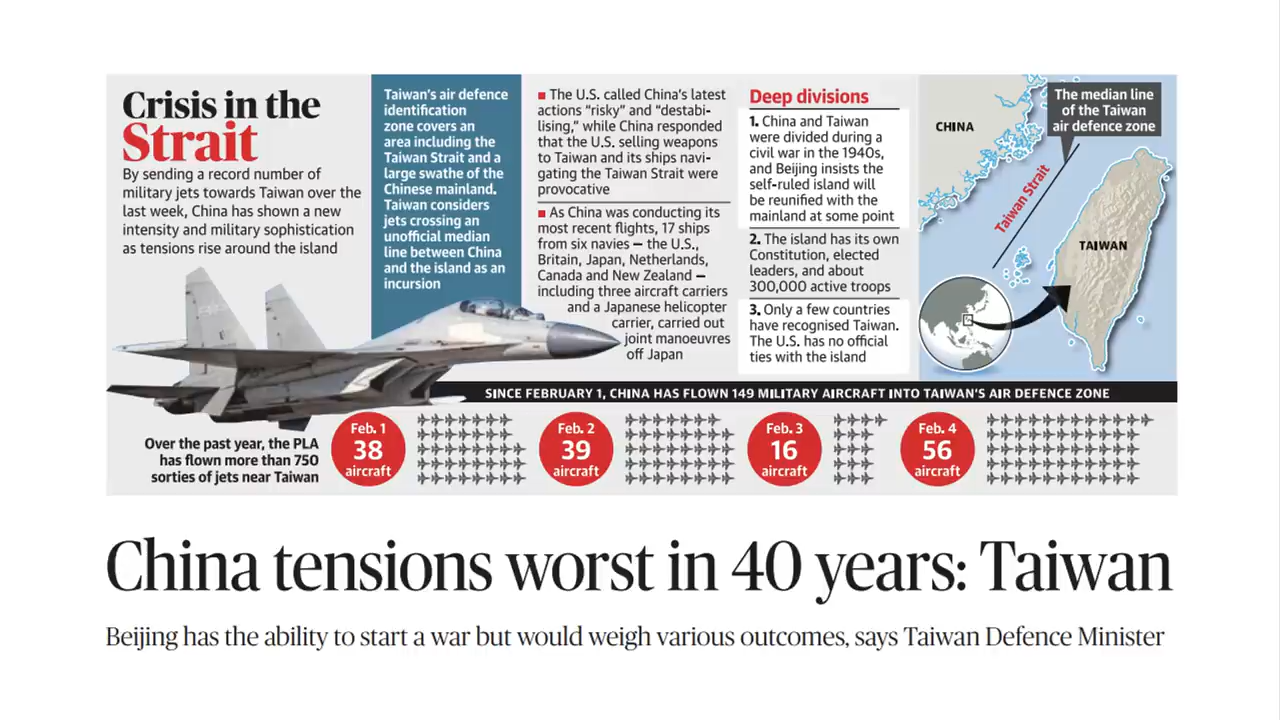 Crisis in the
Strait
By sending a record number of
military jets towards Taiwan over the
last week, China has shown a new
intensity and military sophistication
as tensions rise around the island
Taiwan's air defence
identification
zone covers an
area including the
Taiwan Strait and a
large swathe of the
Chinese mainland.
Taiwan considers
jets crossing an
unofficial median
line between China
and the island as an
incursion
■ The U.S. called China's latest
actions “risky” and “destabi-
lising,” while China responded
that the U.S. selling weapons
to Taiwan and its ships navi-
gating the Taiwan Strait were
provocative
■ As China was conducting its
most recent flights, 17 ships
from six navies — the U.S.,
Britain, Japan, Netherlands,
Canada and New Zealand —
including three aircraft carriers
and a Japanese helicopter
carrier, carried out
joint manoeuvres
off Japan
Deep divisions
1. China and Taiwan
were divided during a
civil war in the 1940s,
and Beijing insists the
self-ruled island will
be reunified with the
mainland at some point
2. The island has its own
Constitution, elected
leaders, and about
300,000 active troops
3. Only a few countries
have recognised Taiwan.
The U.S. has no official
ties with the island
CHINA
The median line
of the Taiwan
air defence zone
Taiwan Strait
TAIWAN
SINCE FEBRUARY 1, CHINA HAS FLOWN 149 MILITARY AIRCRAFT INTO TAIWAN'S AIR DEFENCE ZONE
Over the past year, the PLA
has flown more than 750
sorties of jets near Taiwan
Feb. 1
38
aircraft
Feb. 2
39
aircraft
Feb. 3
16
aircraft
Feb. 4
56
aircraft
China tensions worst in 40 years: Taiwan
Beijing has the ability to start a war but would weigh various outcomes, says Taiwan Defence Minister